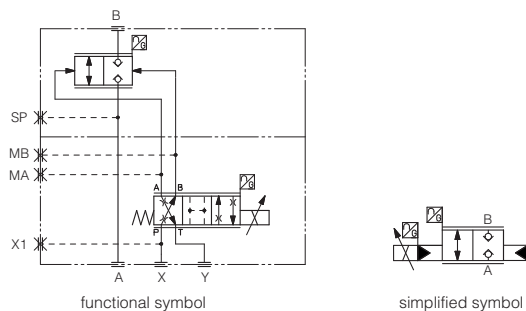 B
G
SP
MB
MA
A B
G
P T
X1
A X Y
functional symbol
G
G
B
A
simplified symbol